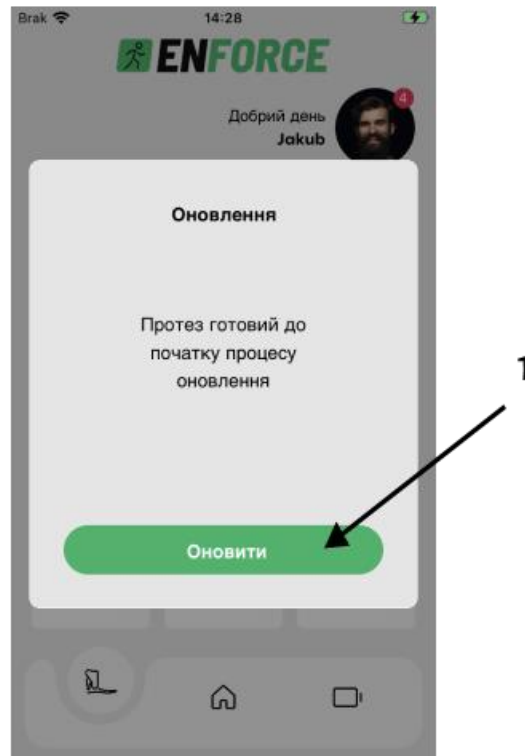 Brak 14:28
ENFORCE
4
Добрий день
Jakub
Оновлення
Протез готовий до
початку процесу
оновлення
1
Оновити